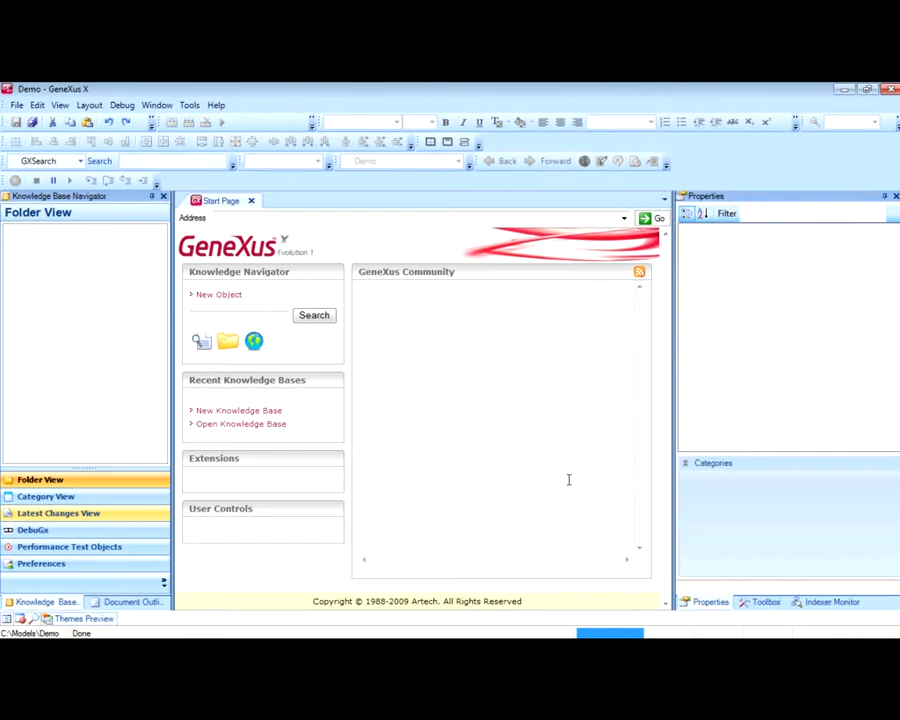 Demo - GeneXus X
File Edit View Layout Debug Window Tools Help
GXSearch Search Demo Back Forward
Knowledge Base Navigator
Folder View
Start Page
Address Go
GeneXus X
Evolution 1
Knowledge Navigator
New Object
Search
Recent Knowledge Bases
New Knowledge Base
Open Knowledge Base
Extensions
User Controls
GeneXus Community
Copyright © 1988-2009 Artech. All Rights Reserved
Properties
Filter
Categories
Folder View
Category View
Latest Changes View
DebuGx
Performance Test Objects
Preferences
Knowledge Base.. Document Outli..
Properties Toolbox Indexer Monitor
Themes Preview
C:\Models\Demo Done